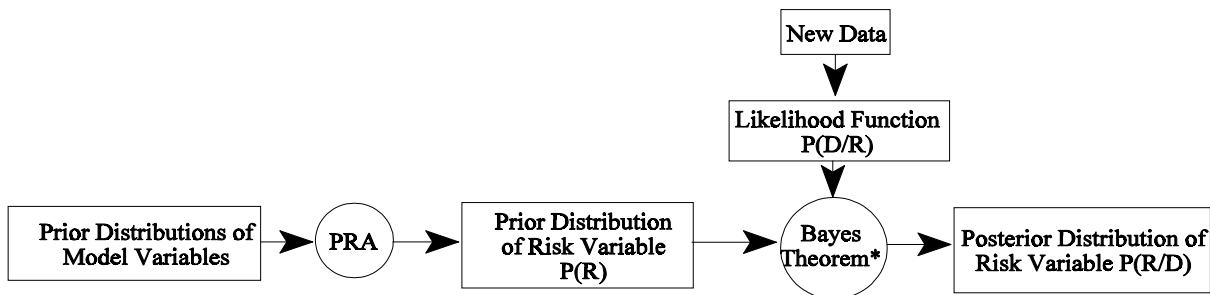 New Data
Likelihood Function
P(D/R)
Prior Distributions of
Model Variables
PRA
Prior Distribution
of Risk Variable
P(R)
Bayes
Theorem*
Posterior Distribution of
Risk Variable P(R/D)